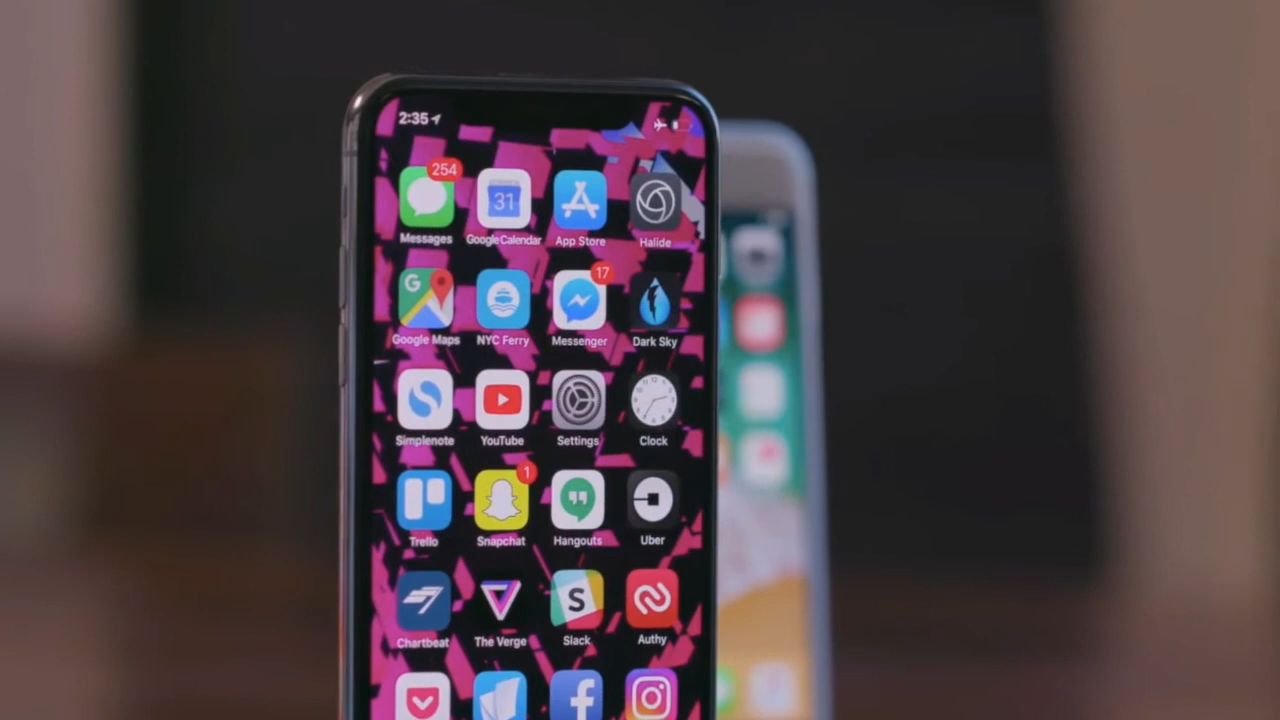 2:35
254
31
Messages Google Calendar App Store Halide
G
17
Google Maps NYC Ferry Messenger Dark Sky
Simplenote YouTube Settings Clock
1
Trello Snapchat Hangouts Uber
S
Chartbeat The Verge Slack Authy
f